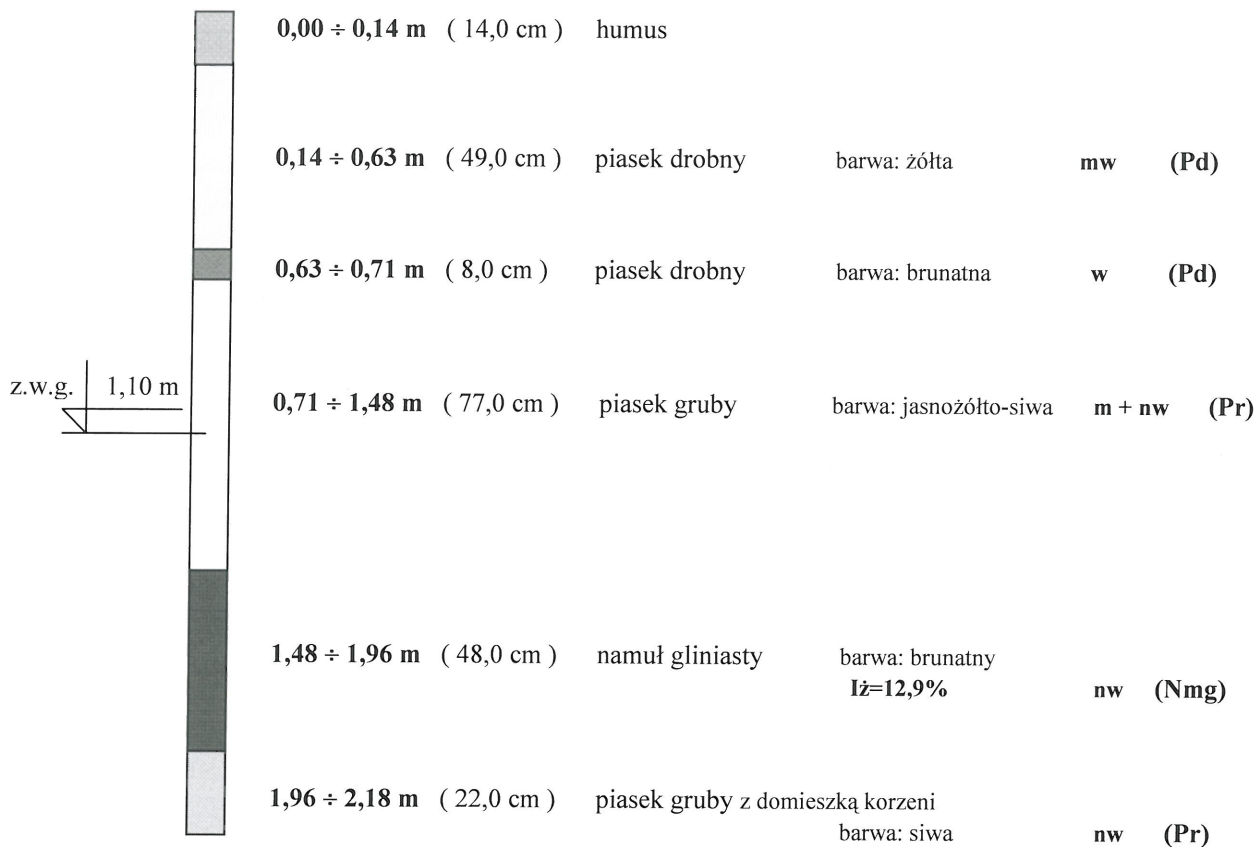 0,00 ÷ 0,14 m ( 14,0 cm ) humus
0,14 ÷ 0,63 m ( 49,0 cm ) piasek drobny barwa: żółta mw (Pd)
0,63 ÷ 0,71 m ( 8,0 cm ) piasek drobny barwa: brunatna w (Pd)
z.w.g. 1,10 m
0,71 ÷ 1,48 m ( 77,0 cm ) piasek gruby barwa: jasnożółto-siwa m + nw (Pr)
1,48 ÷ 1,96 m ( 48,0 cm ) namuł gliniasty barwa: brunatny
Iż=12,9% nw (Nmg)
1,96 ÷ 2,18 m ( 22,0 cm ) piasek gruby z domieszką korzeni
barwa: siwa nw (Pr)